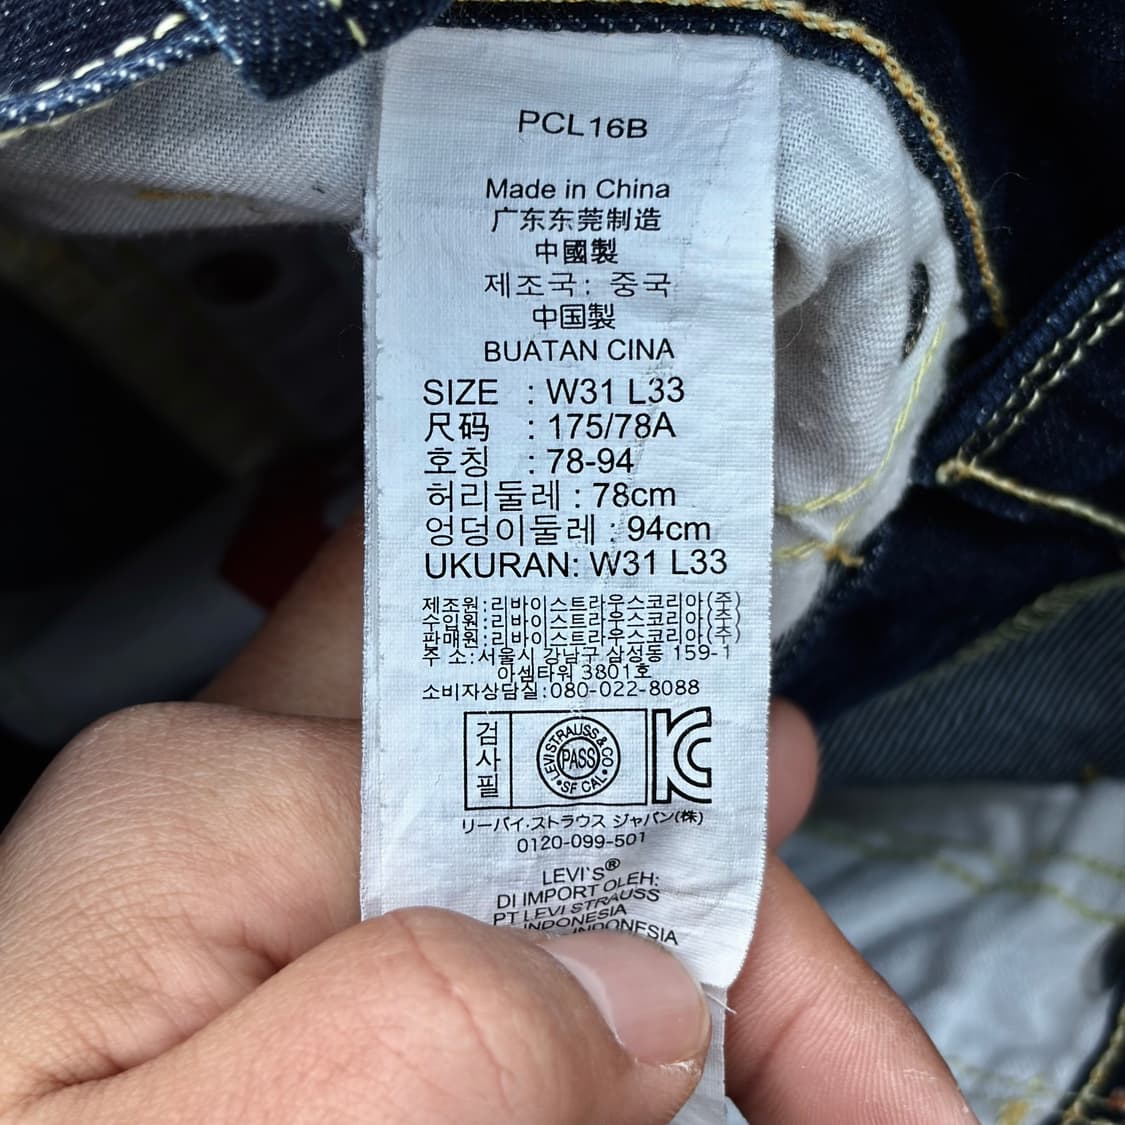 PCL16B
Made in China
广东东莞制造
中國製
제조국: 중국
中国製
BUATAN CINA
SIZE : W31 L33
尺码 : 175/78A
호칭 : 78-94
허리둘레 : 78cm
엉덩이둘레 : 94cm
UKURAN: W31 L33
제조원:리바이스트라우스코리아(주)
수입원:리바이스트라우스코리아(주)
판매원:리바이스트라우스코리아(주)
주 소:서울시 강남구 삼성동 159-1
아셈타워 3801호
소비자상담실:080-022-8088
검사필
LEVI STRAUSS & CO
PASS
SF CAL
KC
リーバイ·ストラウス ジャパン(株)
0120-099-501
LEVI'S®
DI IMPORT OLEH:
PT LEVI STRAUSS
INDONESIA
INDONESIA